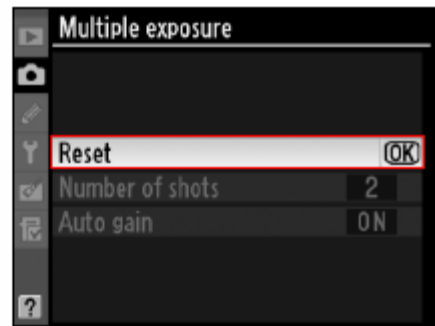 Multiple exposure
Reset OK
Number of shots 2
Auto gain ON
?